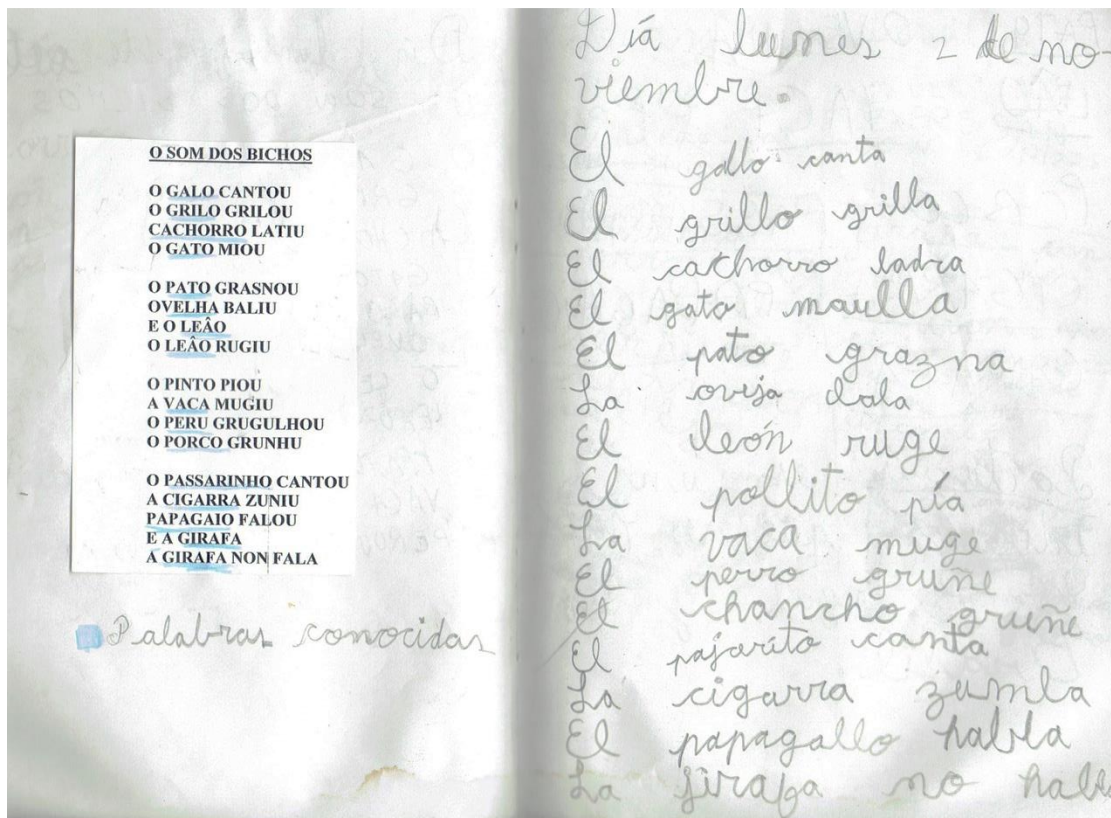 O SOM DOS BICHOS
O GALO CANTOU
O GRILO GRILOU
CACHORRO LATIU
O GATO MIOU
O PATO GRASNOU
OVELHA BALIU
E O LEÂO
O LEÂO RUGIU
O PINTO PIOU
A VACA MUGIU
O PERU GRUGULHOU
O PORCO GRUNHU
O PASSARINHO CANTOU
A CIGARRA ZUNIU
PAPAGAIO FALOU
E A GIRAFA
A GIRAFA NON FALA
Palabras conocidas
Día lunes 2 de no-
viembre.
El gallo canta
El grillo grilla
El cachorro ladra
El gato maulla
El pato grazna
La oveja bala
El león ruge
El pollito pía
La vaca muge
El perro gruñe
El chancho gruñe
El pajarito canta
La cigarra zumba
El papagallo habla
La jirafa no habl